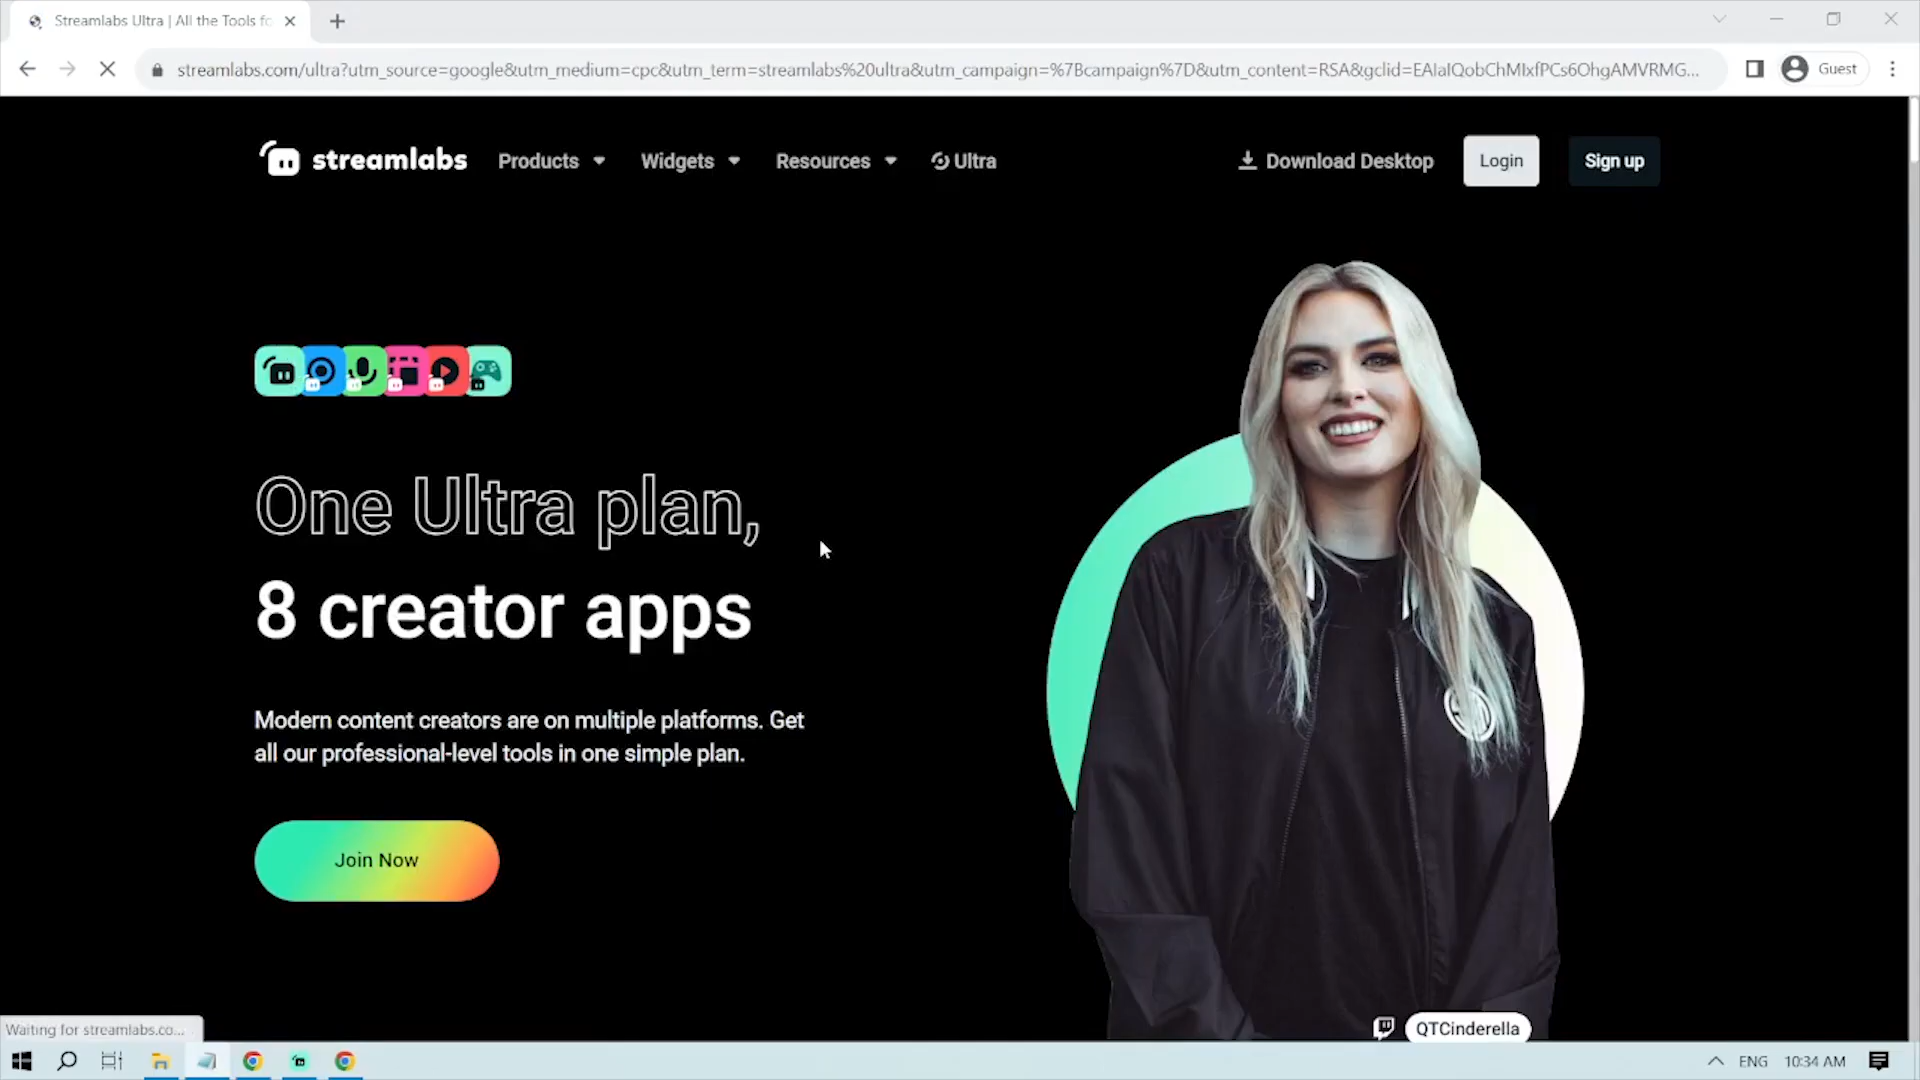 Streamlabs Ultra | All the Tools fo
streamlabs.com/ultra?utm_source=google&utm_medium=cpc&utm_term=streamlabs%20ultra&utm_campaign=%7Bcampaign%7D&utm_content=RSA&gclid=EAIaIQobChMIxfPCs6OhgAMVRMG...
Guest
streamlabs Products Widgets Resources Ultra Download Desktop Login Sign up
One Ultra plan,
8 creator apps
Modern content creators are on multiple platforms. Get
all our professional-level tools in one simple plan.
Join Now
QTCinderella
Waiting for streamlabs.co...
ENG 10:34 AM